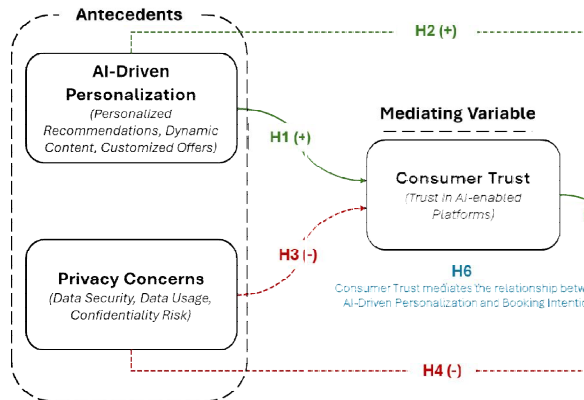 Antecedents
H2 (+)
AI-Driven
Personalization
(Personalized
Recommendations, Dynamic
Content, Customized Offers)
H1 (+)
Mediating Variable
Consumer Trust
(Trust in AI-enabled
Platforms)
H3 (-)
Privacy Concerns
(Data Security, Data Usage,
Confidentiality Risk)
H6
Consumer Trust mediates the relationship betw
AI-Driven Personalization and Booking Intentio
H4 (-)